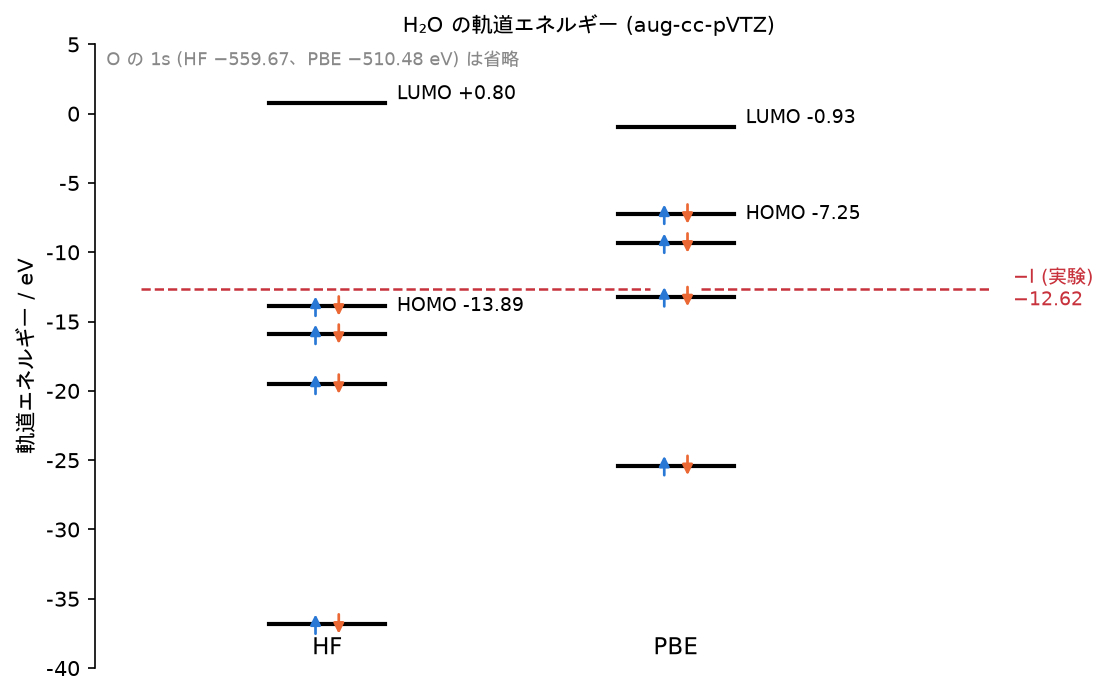 H₂O の軌道エネルギー (aug-cc-pVTZ)
O の 1s (HF −559.67、PBE −510.48 eV) は省略
軌道エネルギー / eV
5
0
-5
-10
-15
-20
-25
-30
-35
-40
LUMO +0.80
HOMO -13.89
HF
LUMO -0.93
HOMO -7.25
PBE
−I (実験)
−12.62